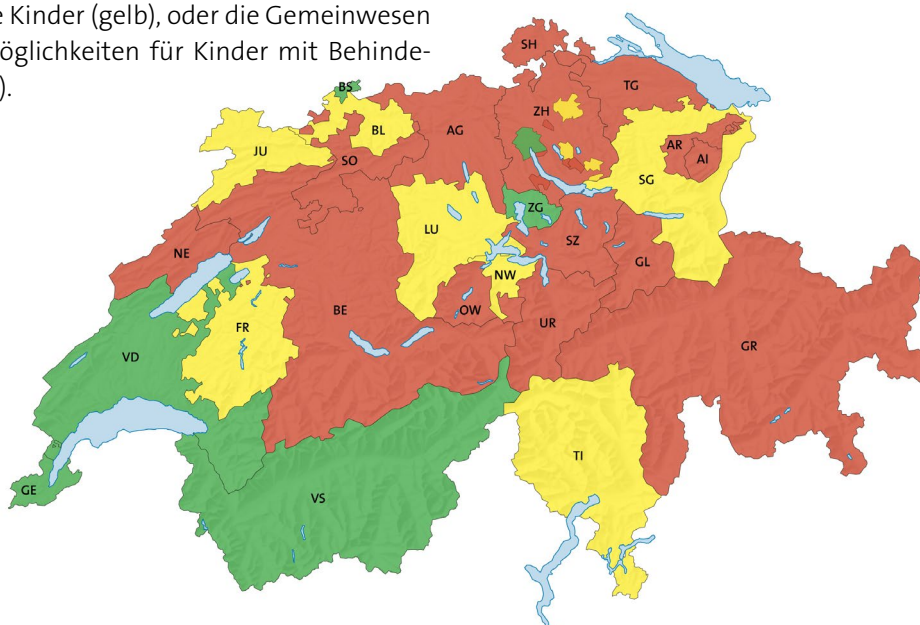 e Kinder (gelb), oder die Gemeinwesen
öglichkeiten für Kinder mit Behinde-
).
SH
BS
TG
ZH
BL
AG
JU
AR
SO
AI
SG
ZG
LU
SZ
NE
GL
NW
OW
BE
UR
FR
GR
VD
TI
GE
VS